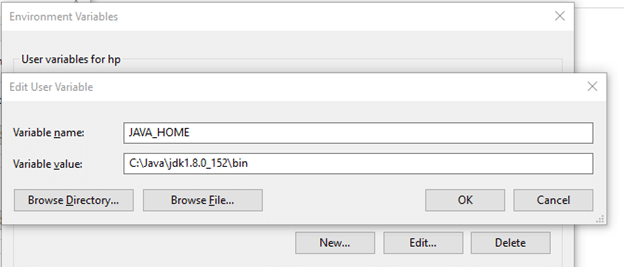 Environment Variables
User variables for hp
Edit User Variable
Variable name:
JAVA_HOME
Variable value:
C:\Java\jdk1.8.0_152\bin
Browse Directory...
Browse File...
OK
Cancel
New...
Edit...
Delete